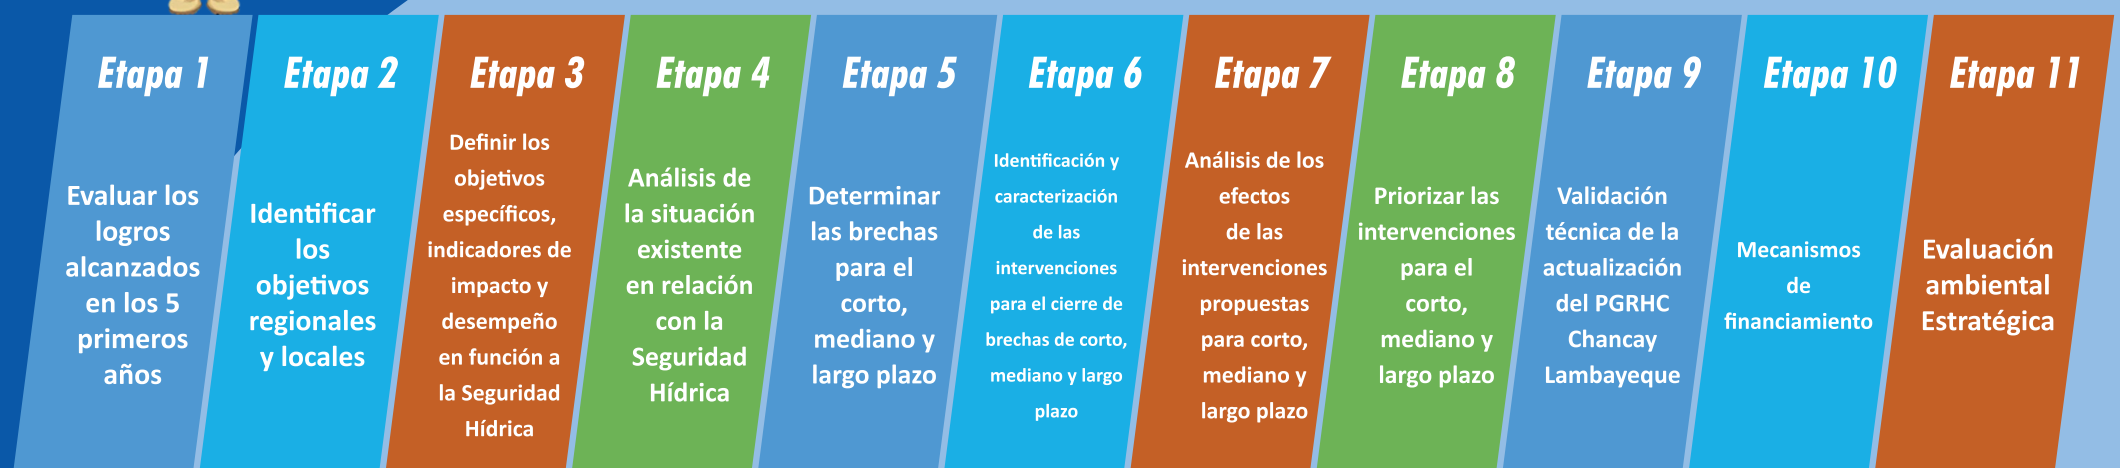 Etapa 1
Evaluar los
logros
alcanzados
en los 5
primeros
años
Etapa 2
Identificar
los
objetivos
regionales
y locales
Etapa 3
Definir los
objetivos
específicos,
indicadores de
impacto y
desempeño
en función a
la Seguridad
Hídrica
Etapa 4
Análisis de
la situación
existente
en relación
con la
Seguridad
Hídrica
Etapa 5
Determinar
las brechas
para el
corto,
mediano y
largo plazo
Etapa 6
Identificación y
caracterización
de las
intervenciones
para el cierre de
brechas de corto,
mediano y largo
plazo
Etapa 7
Análisis de los
efectos
de las
intervenciones
propuestas
para corto,
mediano y
largo plazo
Etapa 8
Priorizar las
intervenciones
para el
corto,
mediano y
largo plazo
Etapa 9
Validación
técnica de la
actualización
del PGRHC
Chancay
Lambayeque
Etapa 10
Mecanismos
de
financiamiento
Etapa 11
Evaluación
ambiental
Estratégica